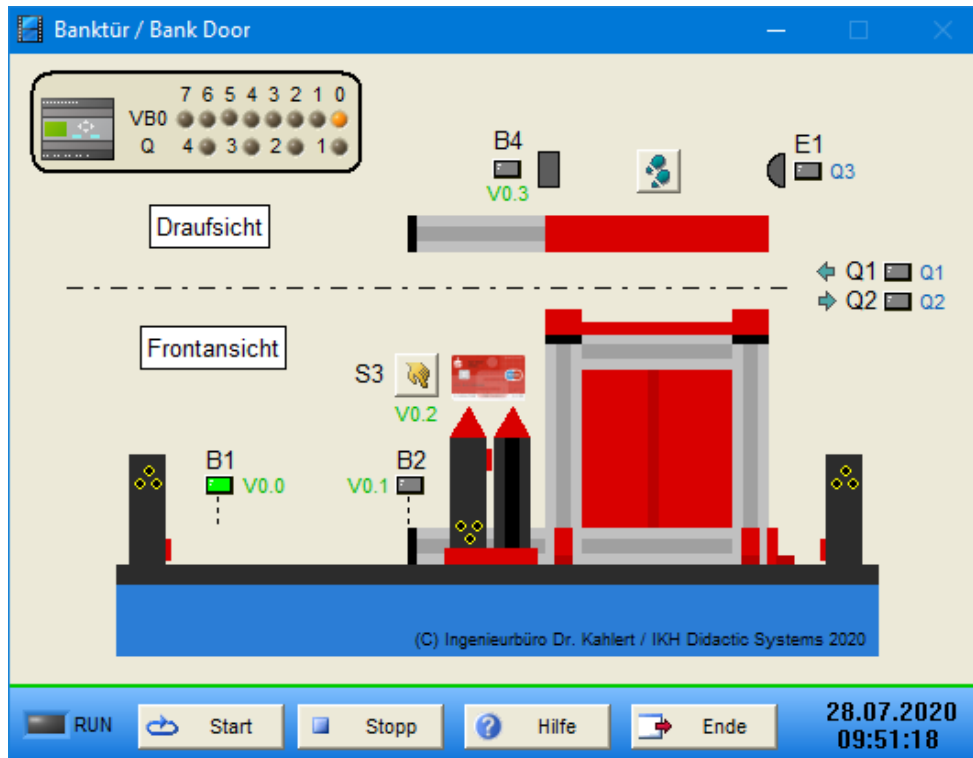 Banktür / Bank Door
7 6 5 4 3 2 1 0
VB0
Q 4 3 2 1
B4
V0.3
E1
Q3
Draufsicht
Q1 Q1
Q2 Q2
Frontansicht
S3
V0.2
B1
V0.0
B2
V0.1
(C) Ingenieurbüro Dr. Kahlert / IKH Didactic Systems 2020
RUN
Start
Stopp
Hilfe
Ende
28.07.2020
09:51:18